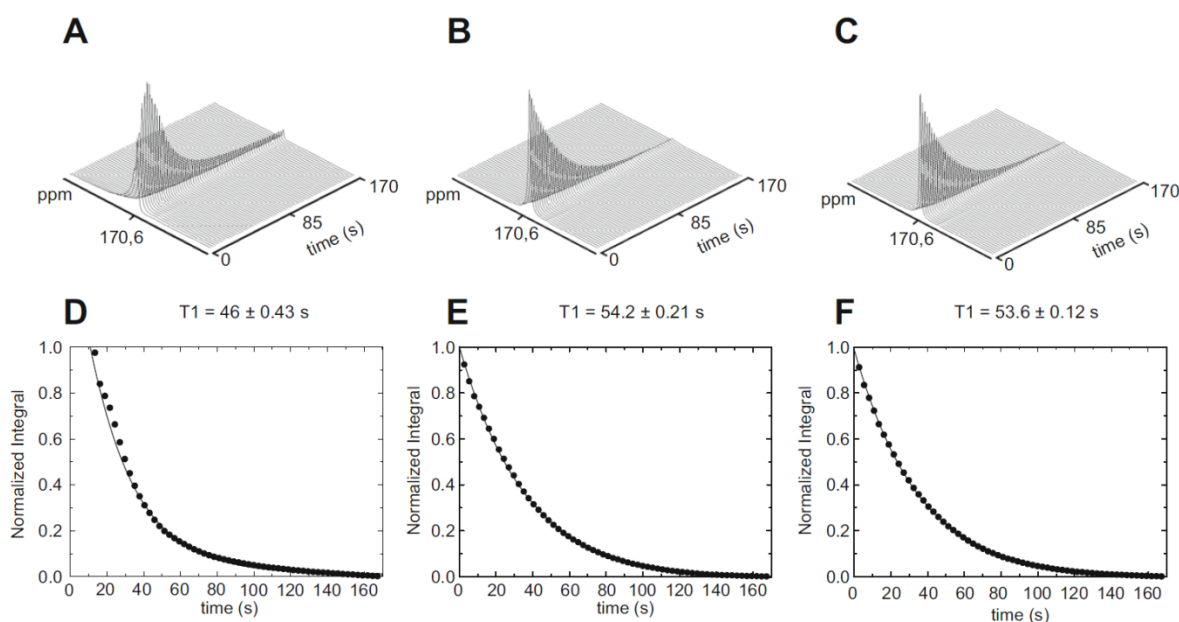 A B C
ppm 170,6 0 85 170 time (s)
ppm 170,6 0 85 170 time (s)
ppm 170,6 0 85 170 time (s)
D T1 = 46 ± 0.43 s
E T1 = 54.2 ± 0.21 s
F T1 = 53.6 ± 0.12 s
Normalized Integral
1.0
0.8
0.6
0.4
0.2
0.0
0 20 40 60 80 100 120 140 160
time (s)
Normalized Integral
1.0
0.8
0.6
0.4
0.2
0.0
0 20 40 60 80 100 120 140 160
time (s)
Normalized Integral
1.0
0.8
0.6
0.4
0.2
0.0
0 20 40 60 80 100 120 140 160
time (s)